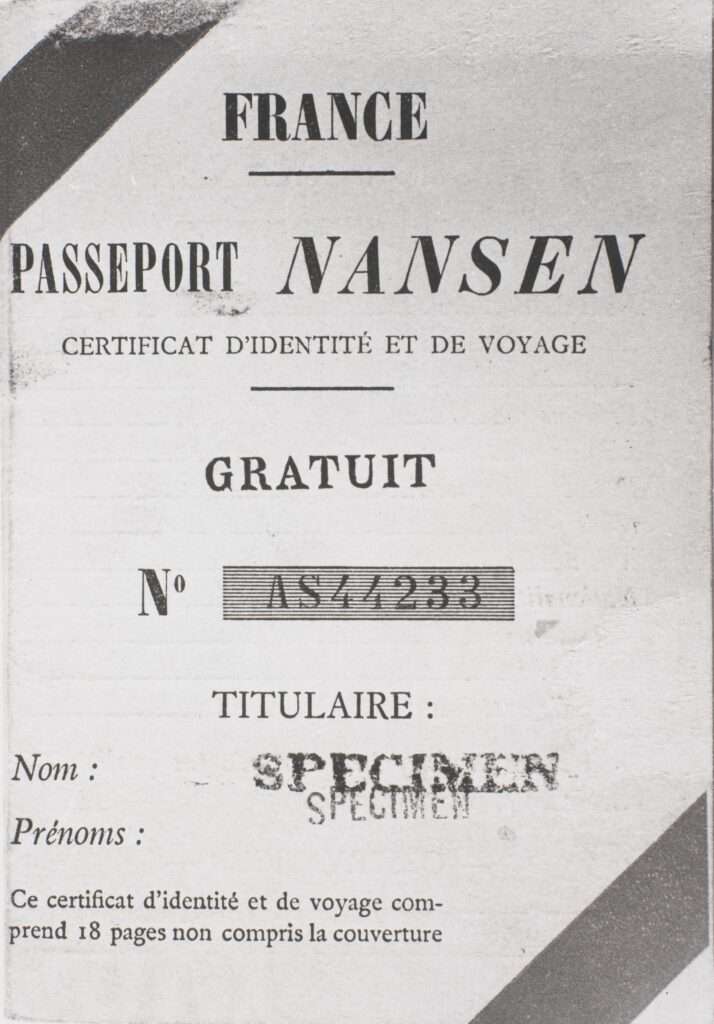 FRANCE
PASSEPORT NANSEN
CERTIFICAT D'IDENTITÉ ET DE VOYAGE
GRATUIT
Nº AS44233
TITULAIRE :
Nom : SPECIMEN
SPECIMEN
Prénoms :
Ce certificat d'identité et de voyage com-
prend 18 pages non compris la couverture